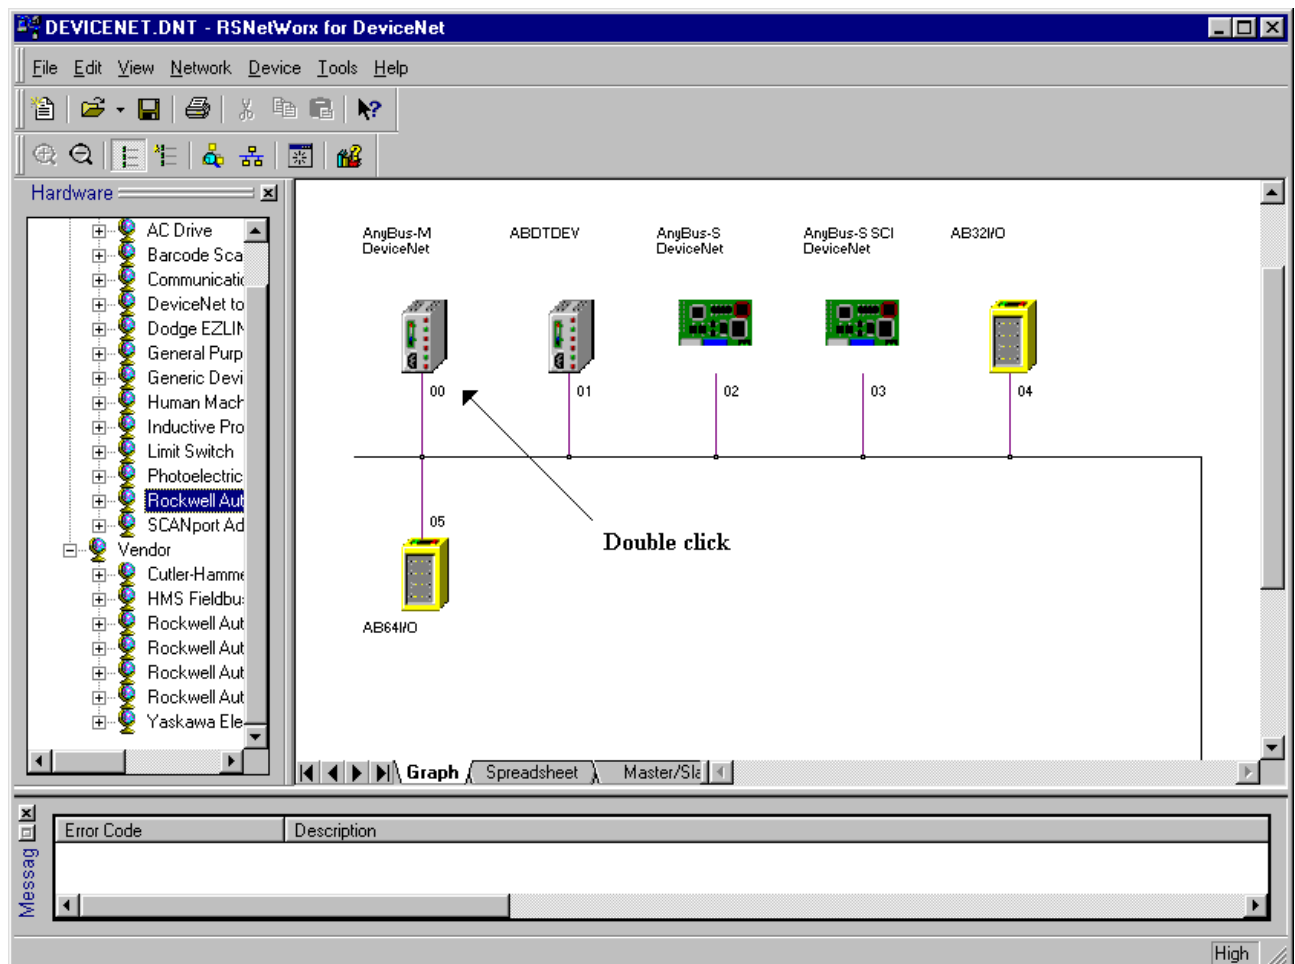 DEVICENET.DNT - RSNetWorx for DeviceNet
File Edit View Network Device Tools Help
Hardware
AC Drive
Barcode Sca
Communicatio
DeviceNet to
Dodge EZLIN
General Purp
Generic Devi
Human Mach
Inductive Pro
Limit Switch
Photoelectric
Rockwell Aut
SCANport Ad
Vendor
Cutler-Hamme
HMS Fieldbu
Rockwell Aut
Rockwell Aut
Rockwell Aut
Rockwell Aut
Yaskawa Ele
AnyBus-M
DeviceNet
ABDTDEV
AnyBus-S
DeviceNet
AnyBus-S SCI
DeviceNet
AB32I/O
00
01
02
03
04
05
Double click
AB64I/O
Graph Spreadsheet Master/Sla
Error Code Description
Messag
High